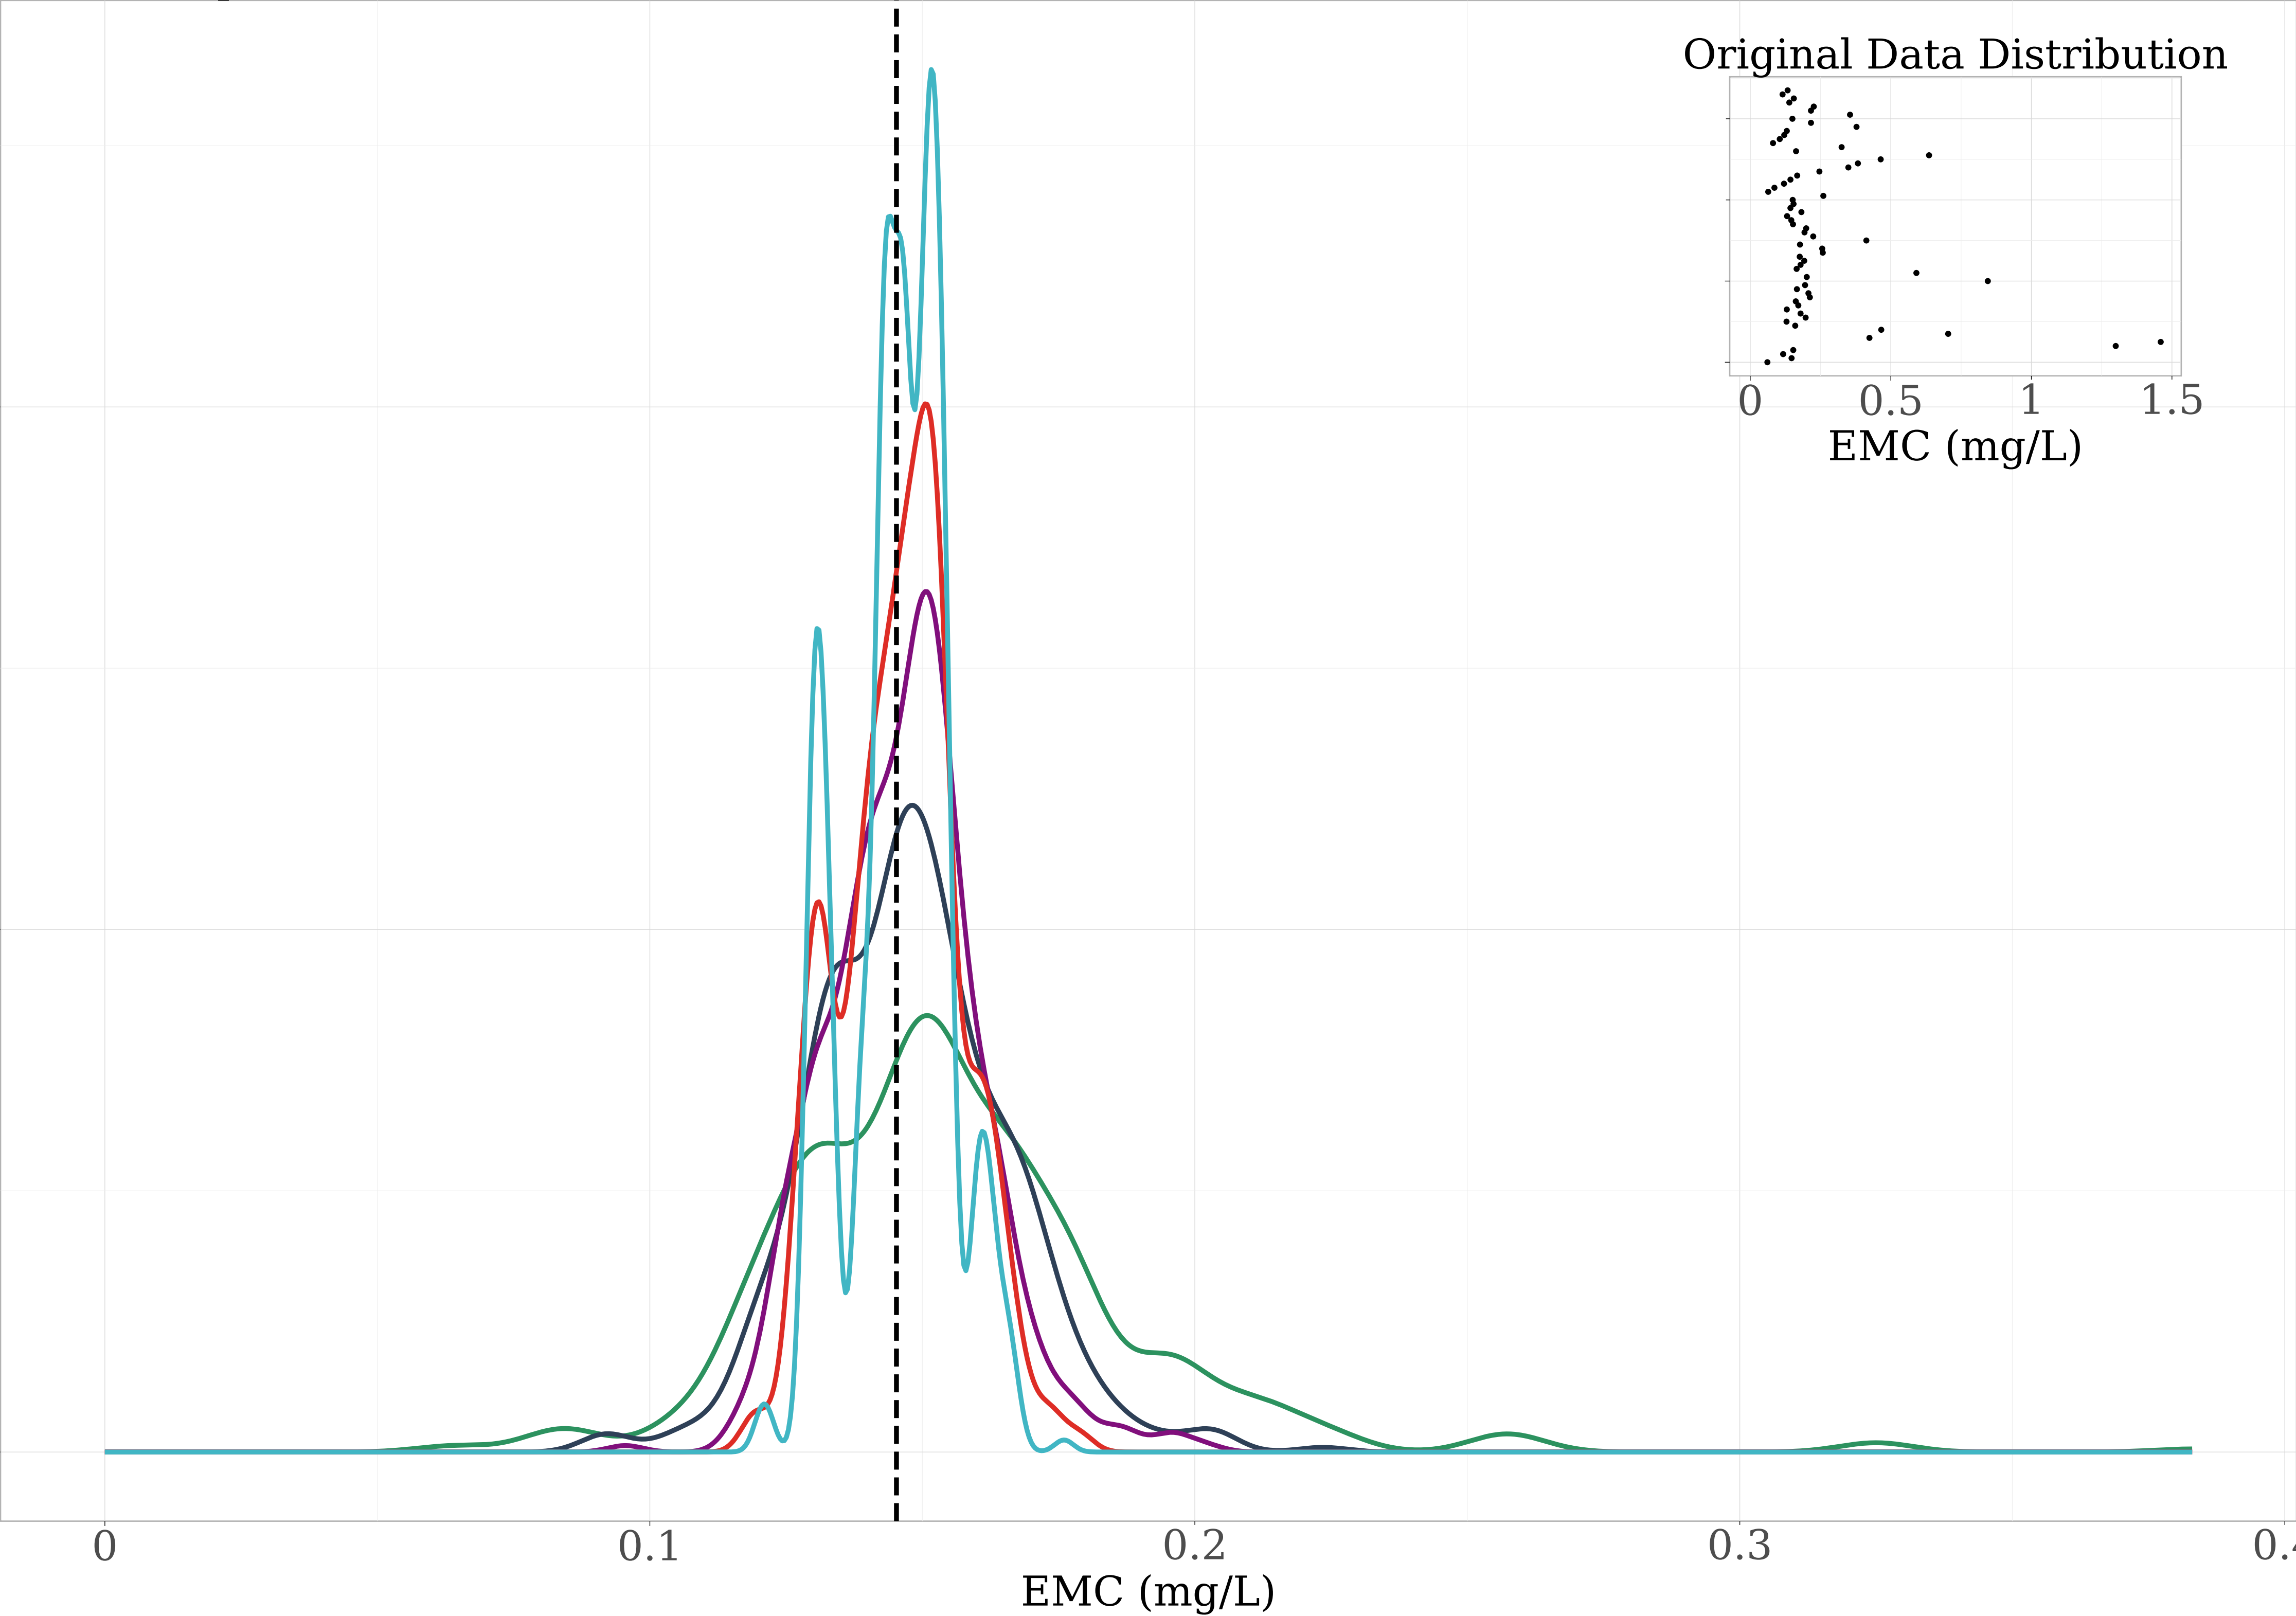 Original Data Distribution
0 0.5 1 1.5
EMC (mg/L)
0 0.1 0.2 0.3
EMC (mg/L)